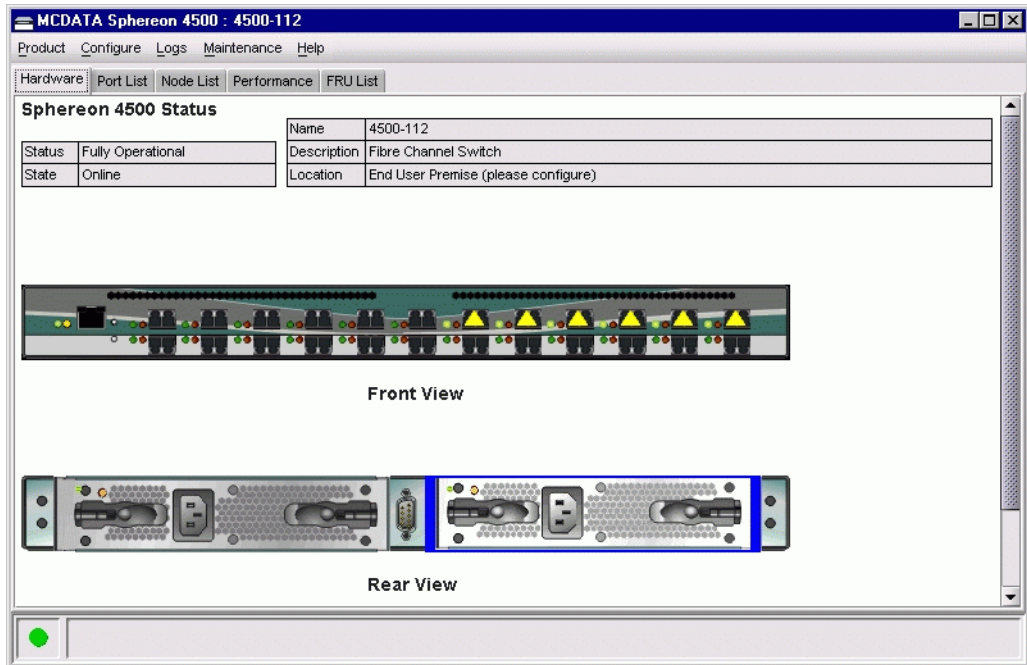 MCDATA Sphereon 4500 : 4500-112
Product Configure Logs Maintenance Help
Hardware Port List Node List Performance FRU List
Sphereon 4500 Status
Name 4500-112
Status Fully Operational Description Fibre Channel Switch
State Online Location End User Premise (please configure)
Front View
Rear View